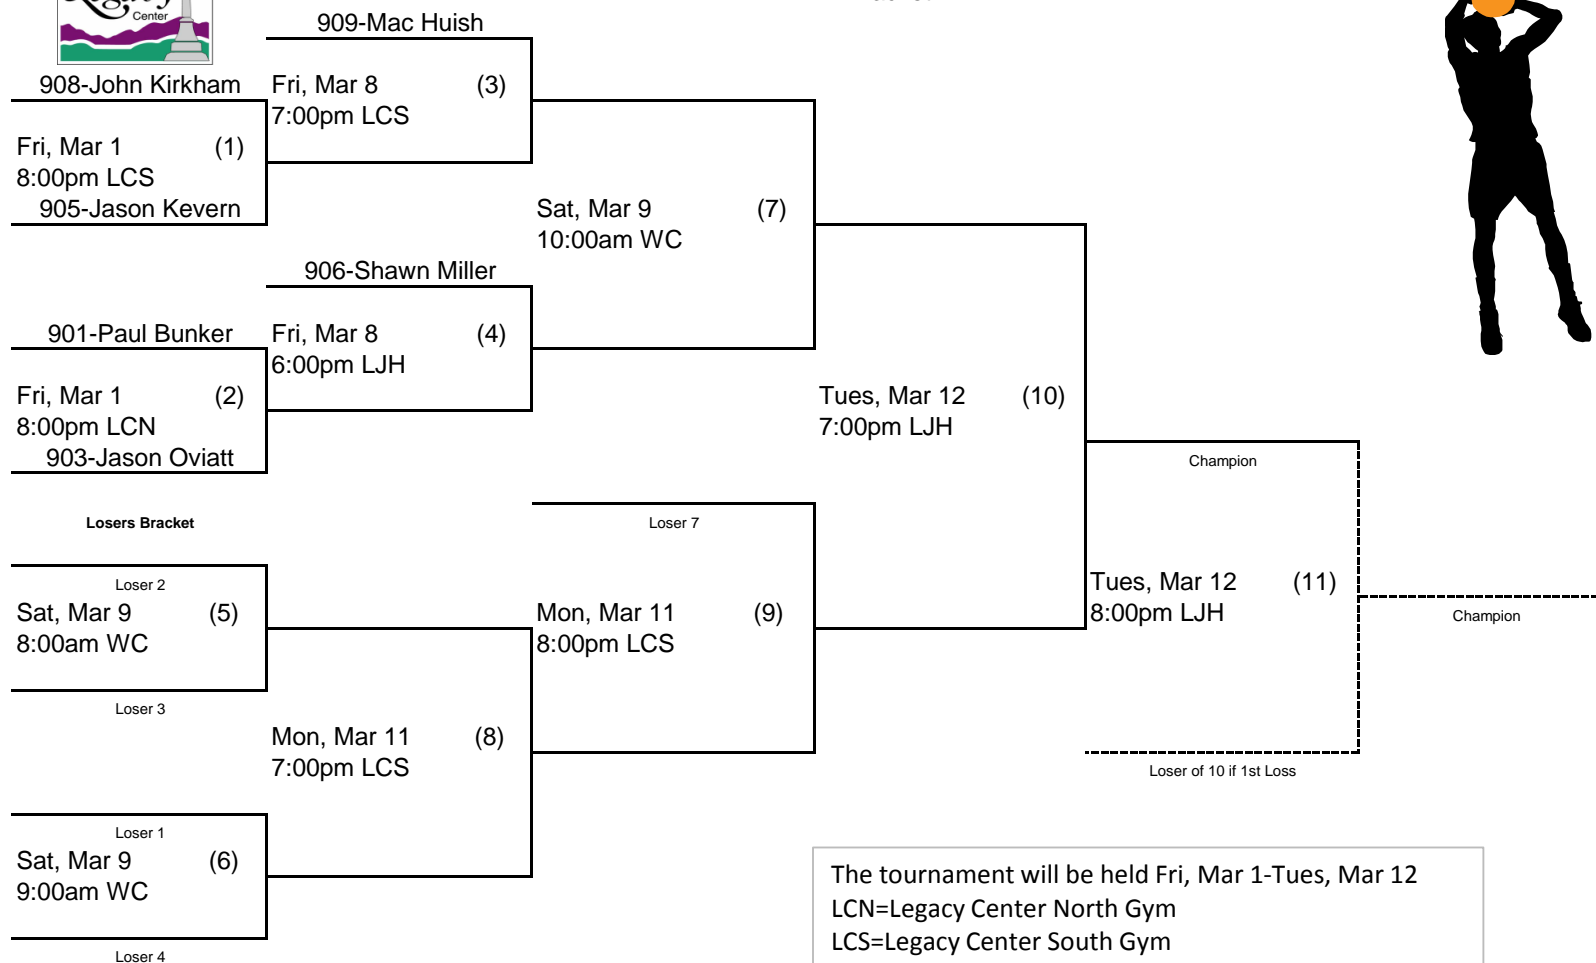 Legacy
Center
909-Mac Huish
908-John Kirkham
Fri, Mar 8 (3)
7:00pm LCS
Fri, Mar 1 (1)
8:00pm LCS
905-Jason Kevern
Sat, Mar 9 (7)
10:00am WC
906-Shawn Miller
901-Paul Bunker
Fri, Mar 8 (4)
6:00pm LJH
Fri, Mar 1 (2)
8:00pm LCN
903-Jason Oviatt
Tues, Mar 12 (10)
7:00pm LJH
Champion
Losers Bracket
Loser 7
Loser 2
Sat, Mar 9 (5)
8:00am WC
Mon, Mar 11 (9)
8:00pm LCS
Tues, Mar 12 (11)
8:00pm LJH
Champion
Loser 3
Mon, Mar 11 (8)
7:00pm LCS
Loser of 10 if 1st Loss
Loser 1
Sat, Mar 9 (6)
9:00am WC
Loser 4
The tournament will be held Fri, Mar 1-Tues, Mar 12
LCN=Legacy Center North Gym
LCS=Legacy Center South Gym